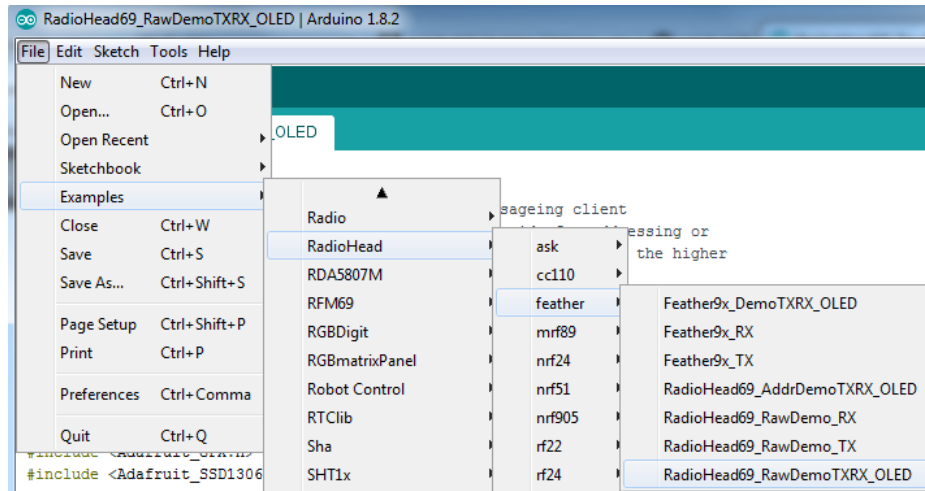 RadioHead69_RawDemoTXRX_OLED | Arduino 1.8.2
File Edit Sketch Tools Help
New Ctrl+N
Open... Ctrl+O
Open Recent
Sketchbook
Examples
Close Ctrl+W
Save Ctrl+S
Save As... Ctrl+Shift+S
Page Setup Ctrl+Shift+P
Print Ctrl+P
Preferences Ctrl+Comma
Quit Ctrl+Q
_OLED
client
or
the higher
Radio
RadioHead
RDA5807M
RFM69
RGBDigit
RGBmatrixPanel
Robot Control
RTClib
Sha
SHT1x
ask
cc110
feather
mrf89
nrf24
nrf51
nrf905
rf22
rf24
Feather9x_DemoTXRX_OLED
Feather9x_RX
Feather9x_TX
RadioHead69_AddrDemoTXRX_OLED
RadioHead69_RawDemo_RX
RadioHead69_RawDemo_TX
RadioHead69_RawDemoTXRX_OLED
#include <Adafruit_GFX.h>
#include <Adafruit_SSD1306